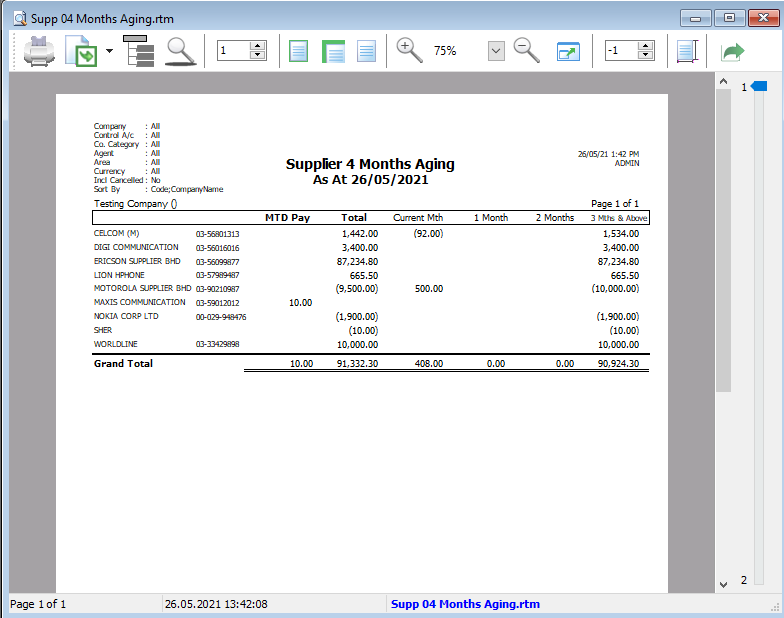 Supp 04 Months Aging.rtm
1 75% -1
1
Company : All
Control A/c : All
Co. Category : All
Agent : All
Area : All
Currency : All
Incl Cancelled : No
Sort By : Code;CompanyName
Supplier 4 Months Aging
As At 26/05/2021
26/05/21 1:42 PM
ADMIN
Testing Company () Page 1 of 1
MTD Pay Total Current Mth 1 Month 2 Months 3 Mths & Above
CELCOM (M) 03-56801313 1,442.00 (92.00) 1,534.00
DIGI COMMUNICATION 03-56016016 3,400.00 3,400.00
ERICSON SUPPLIER BHD 03-56099877 87,234.80 87,234.80
LION HPHONE 03-57989487 665.50 665.50
MOTOROLA SUPPLIER BHD 03-90210987 (9,500.00) 500.00 (10,000.00)
MAXIS COMMUNICATION 03-59012012 10.00
NOKIA CORP LTD 00-029-948476 (1,900.00) (1,900.00)
SHER (10.00) (10.00)
WORLDLINE 03-33429898 10,000.00 10,000.00
Grand Total 10.00 91,332.30 408.00 0.00 0.00 90,924.30
2
Page 1 of 1 26.05.2021 13:42:08 Supp 04 Months Aging.rtm